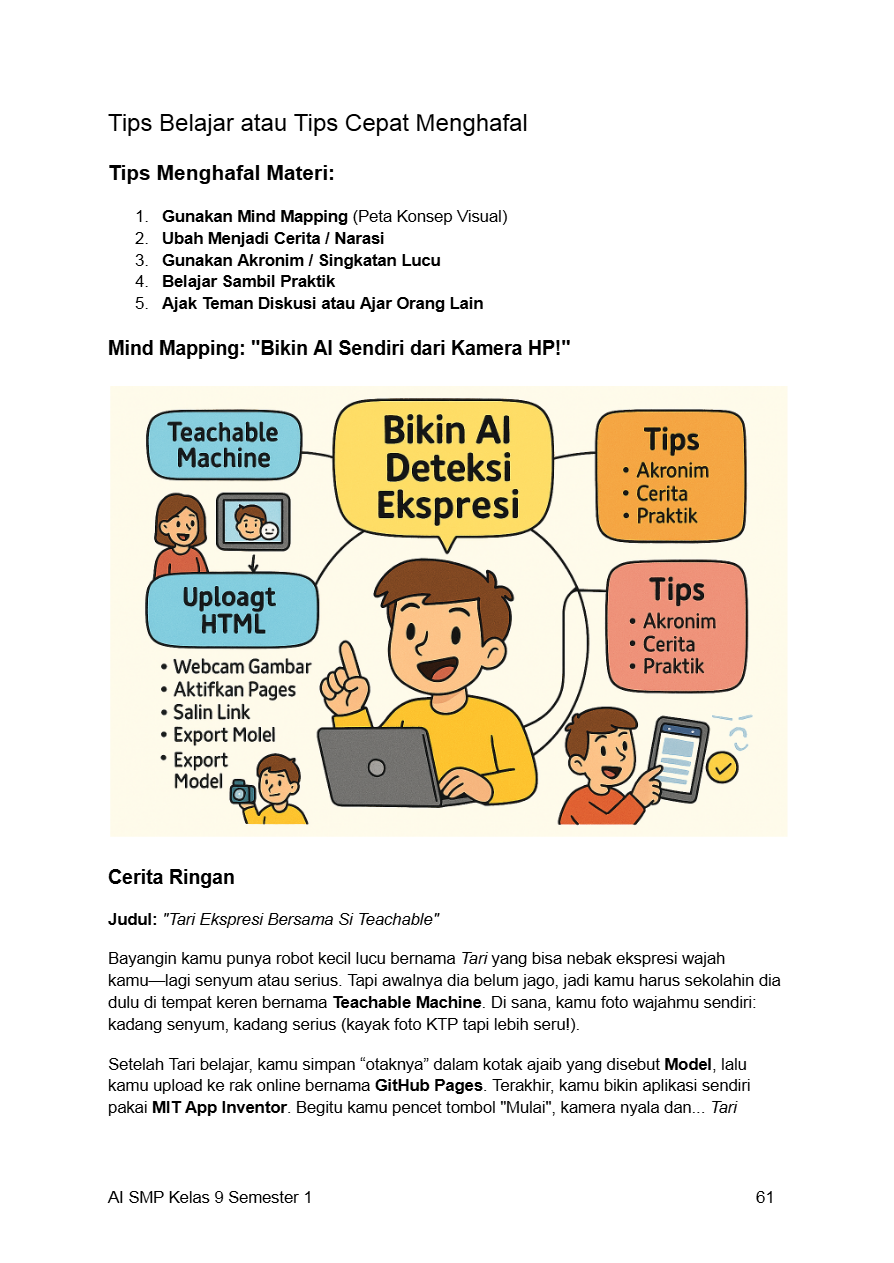 Tips Belajar atau Tips Cepat Menghafal
Tips Menghafal Materi:
1. Gunakan Mind Mapping (Peta Konsep Visual)
2. Ubah Menjadi Cerita / Narasi
3. Gunakan Akronim / Singkatan Lucu
4. Belajar Sambil Praktik
5. Ajak Teman Diskusi atau Ajar Orang Lain
Mind Mapping: "Bikin AI Sendiri dari Kamera HP!"
Teachable
Machine
Bikin AI
Deteksi
Ekspresi
Tips
• Akronim
• Cerita
• Praktik
Uploagt
HTML
• Webcam Gambar
• Aktifkan Pages
• Salin Link
• Export Molel
• Export
Model
Tips
• Akronim
• Cerita
• Praktik
Cerita Ringan
Judul: "Tari Ekspresi Bersama Si Teachable"
Bayangin kamu punya robot kecil lucu bernama Tari yang bisa nebak ekspresi wajah
kamu—lagi senyum atau serius. Tapi awalnya dia belum jago, jadi kamu harus sekolahin dia
dulu di tempat keren bernama Teachable Machine. Di sana, kamu foto wajahmu sendiri:
kadang senyum, kadang serius (kayak foto KTP tapi lebih seru!).
Setelah Tari belajar, kamu simpan “otaknya” dalam kotak ajaib yang disebut Model, lalu
kamu upload ke rak online bernama GitHub Pages. Terakhir, kamu bikin aplikasi sendiri
pakai MIT App Inventor. Begitu kamu pencet tombol "Mulai", kamera nyala dan... Tari
AI SMP Kelas 9 Semester 1
61